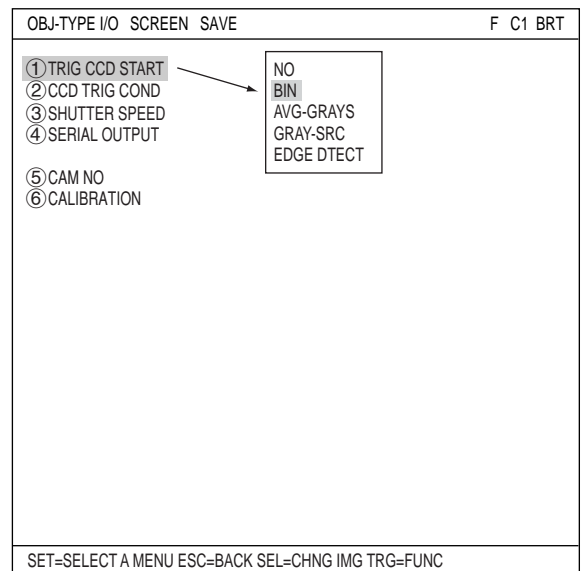 OBJ-TYPE I/O SCREEN SAVE F C1 BRT
①TRIG CCD START
②CCD TRIG COND
③SHUTTER SPEED
④SERIAL OUTPUT
⑤CAM NO
⑥CALIBRATION
NO
BIN
AVG-GRAYS
GRAY-SRC
EDGE DTECT
SET=SELECT A MENU ESC=BACK SEL=CHNG IMG TRG=FUNC